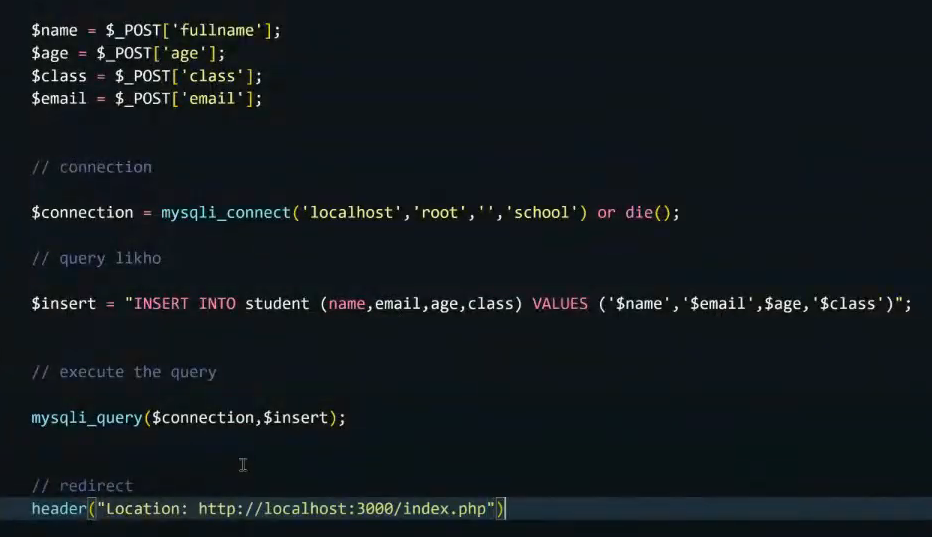 $name = $_POST['fullname'];
$age = $_POST['age'];
$class = $_POST['class'];
$email = $_POST['email'];
// connection
$connection = mysqli_connect('localhost','root','','school') or die();
// query likho
$insert = "INSERT INTO student (name,email,age,class) VALUES ('$name','$email',$age,'$class')";
// execute the query
mysqli_query($connection,$insert);
// redirect
header("Location: http://localhost:3000/index.php")